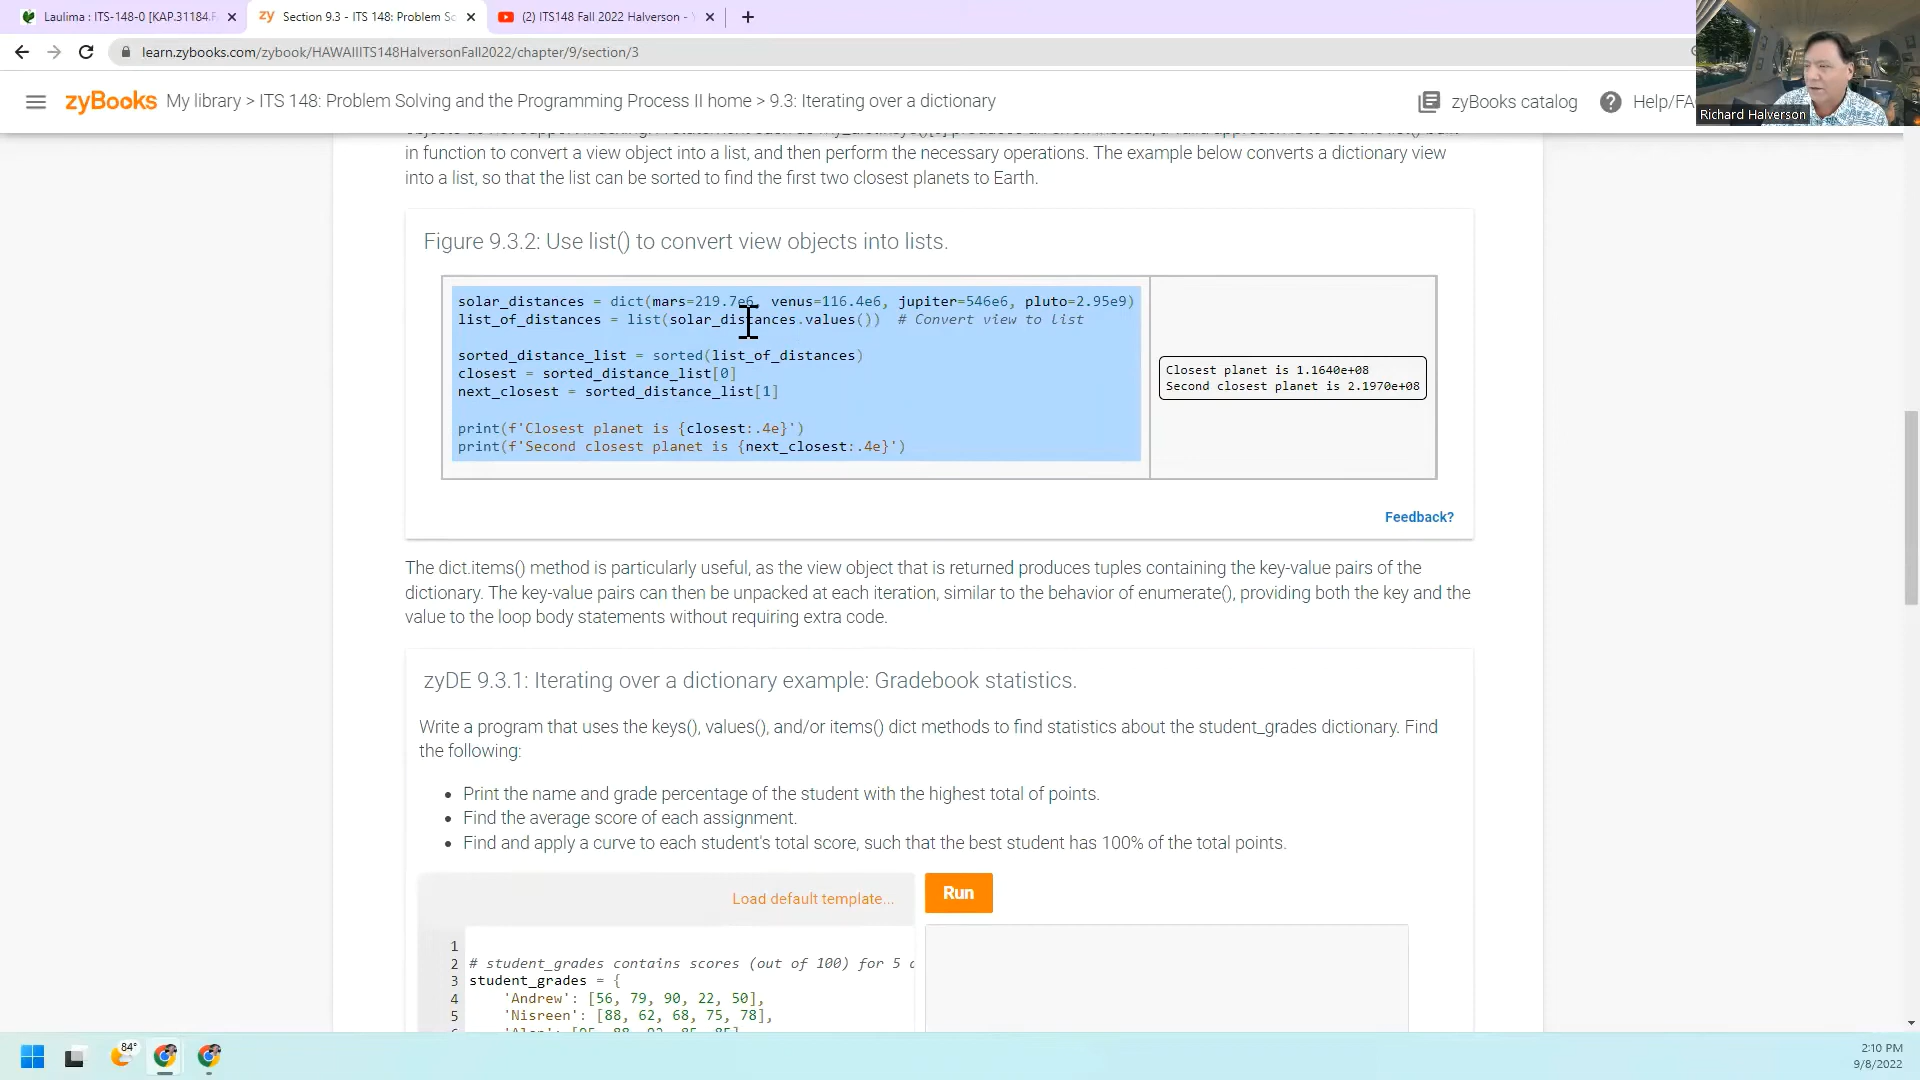 Laulima : ITS-148-0 [KAP.31184.F
Section 9.3 - ITS 148: Problem So
(2) ITS148 Fall 2022 Halverson -
learn.zybooks.com/zybook/HAWAIIITS148HalversonFall2022/chapter/9/section/3
zyBooks My library > ITS 148: Problem Solving and the Programming Process II home > 9.3: Iterating over a dictionary
zyBooks catalog
Help/FA
Richard Halverson
in function to convert a view object into a list, and then perform the necessary operations. The example below converts a dictionary view
into a list, so that the list can be sorted to find the first two closest planets to Earth.
Figure 9.3.2: Use list() to convert view objects into lists.
solar_distances = dict(mars=219.7e6, venus=116.4e6, jupiter=546e6, pluto=2.95e9)
list_of_distances = list(solar_distances.values())  # Convert view to list
sorted_distance_list = sorted(list_of_distances)
closest = sorted_distance_list[0]
next_closest = sorted_distance_list[1]
print(f'Closest planet is {closest:.4e}')
print(f'Second closest planet is {next_closest:.4e}')
Closest planet is 1.1640e+08
Second closest planet is 2.1970e+08
Feedback?
The dict.items() method is particularly useful, as the view object that is returned produces tuples containing the key-value pairs of the
dictionary. The key-value pairs can then be unpacked at each iteration, similar to the behavior of enumerate(), providing both the key and the
value to the loop body statements without requiring extra code.
zyDE 9.3.1: Iterating over a dictionary example: Gradebook statistics.
Write a program that uses the keys(), values(), and/or items() dict methods to find statistics about the student_grades dictionary. Find
the following:
• Print the name and grade percentage of the student with the highest total of points.
• Find the average score of each assignment.
• Find and apply a curve to each student's total score, such that the best student has 100% of the total points.
Load default template...
Run
1
2 # student_grades contains scores (out of 100) for 5
3 student_grades = {
4 'Andrew': [56, 79, 90, 22, 50],
5 'Nisreen': [88, 62, 68, 75, 78],
84°
2:10 PM
9/8/2022